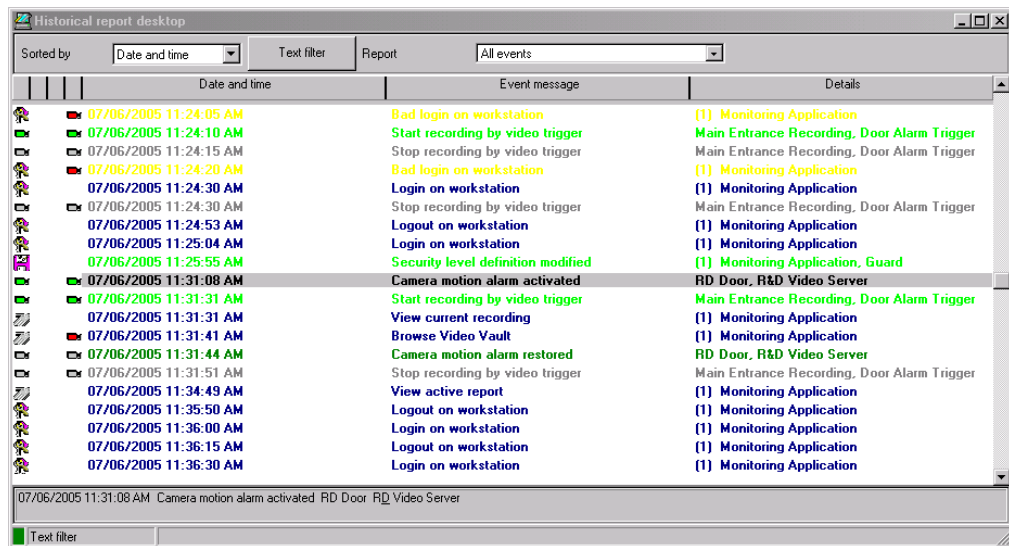 Historical report desktop
Sorted by Date and time Text filter Report All events
Date and time Event message Details
07/06/2005 11:24:05 AM Bad login on workstation (1) Monitoring Application
07/06/2005 11:24:10 AM Start recording by video trigger Main Entrance Recording, Door Alarm Trigger
07/06/2005 11:24:15 AM Stop recording by video trigger Main Entrance Recording, Door Alarm Trigger
07/06/2005 11:24:20 AM Bad login on workstation (1) Monitoring Application
07/06/2005 11:24:30 AM Login on workstation (1) Monitoring Application
07/06/2005 11:24:30 AM Stop recording by video trigger Main Entrance Recording, Door Alarm Trigger
07/06/2005 11:24:53 AM Logout on workstation (1) Monitoring Application
07/06/2005 11:25:04 AM Login on workstation (1) Monitoring Application
07/06/2005 11:25:55 AM Security level definition modified (1) Monitoring Application, Guard
07/06/2005 11:31:08 AM Camera motion alarm activated RD Door, R&D Video Server
07/06/2005 11:31:31 AM Start recording by video trigger Main Entrance Recording, Door Alarm Trigger
07/06/2005 11:31:31 AM View current recording (1) Monitoring Application
07/06/2005 11:31:41 AM Browse Video Vault (1) Monitoring Application
07/06/2005 11:31:44 AM Camera motion alarm restored RD Door, R&D Video Server
07/06/2005 11:31:51 AM Stop recording by video trigger Main Entrance Recording, Door Alarm Trigger
07/06/2005 11:34:49 AM View active report (1) Monitoring Application
07/06/2005 11:35:50 AM Logout on workstation (1) Monitoring Application
07/06/2005 11:36:00 AM Login on workstation (1) Monitoring Application
07/06/2005 11:36:15 AM Logout on workstation (1) Monitoring Application
07/06/2005 11:36:30 AM Login on workstation (1) Monitoring Application
07/06/2005 11:31:08 AM Camera motion alarm activated RD Door RD Video Server
Text filter